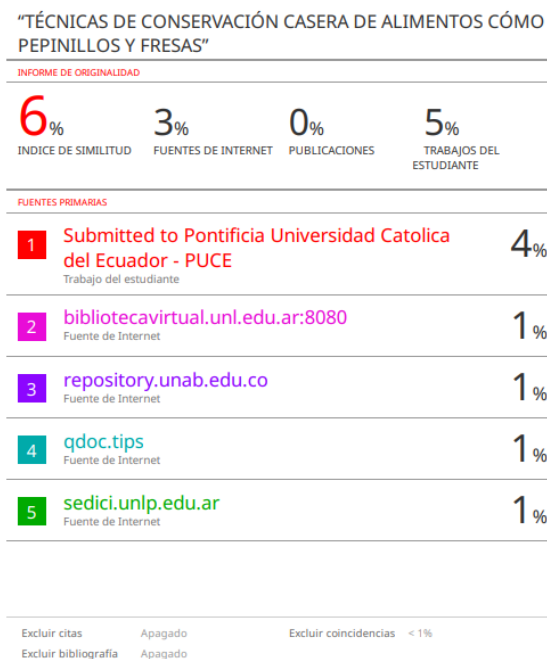 “TÉCNICAS DE CONSERVACIÓN CASERA DE ALIMENTOS CÓMO
PEPINILLOS Y FRESAS”
INFORME DE ORIGINALIDAD
6% 3% 0% 5%
INDICE DE SIMILITUD FUENTES DE INTERNET PUBLICACIONES TRABAJOS DEL
ESTUDIANTE
FUENTES PRIMARIAS
1 Submitted to Pontificia Universidad Catolica
del Ecuador - PUCE 4%
Trabajo del estudiante
2 bibliotecavirtual.unl.edu.ar:8080 1%
Fuente de Internet
3 repository.unab.edu.co 1%
Fuente de Internet
4 qdoc.tips 1%
Fuente de Internet
5 sedici.unlp.edu.ar 1%
Fuente de Internet
Excluir citas Apagado Excluir coincidencias < 1%
Excluir bibliografía Apagado